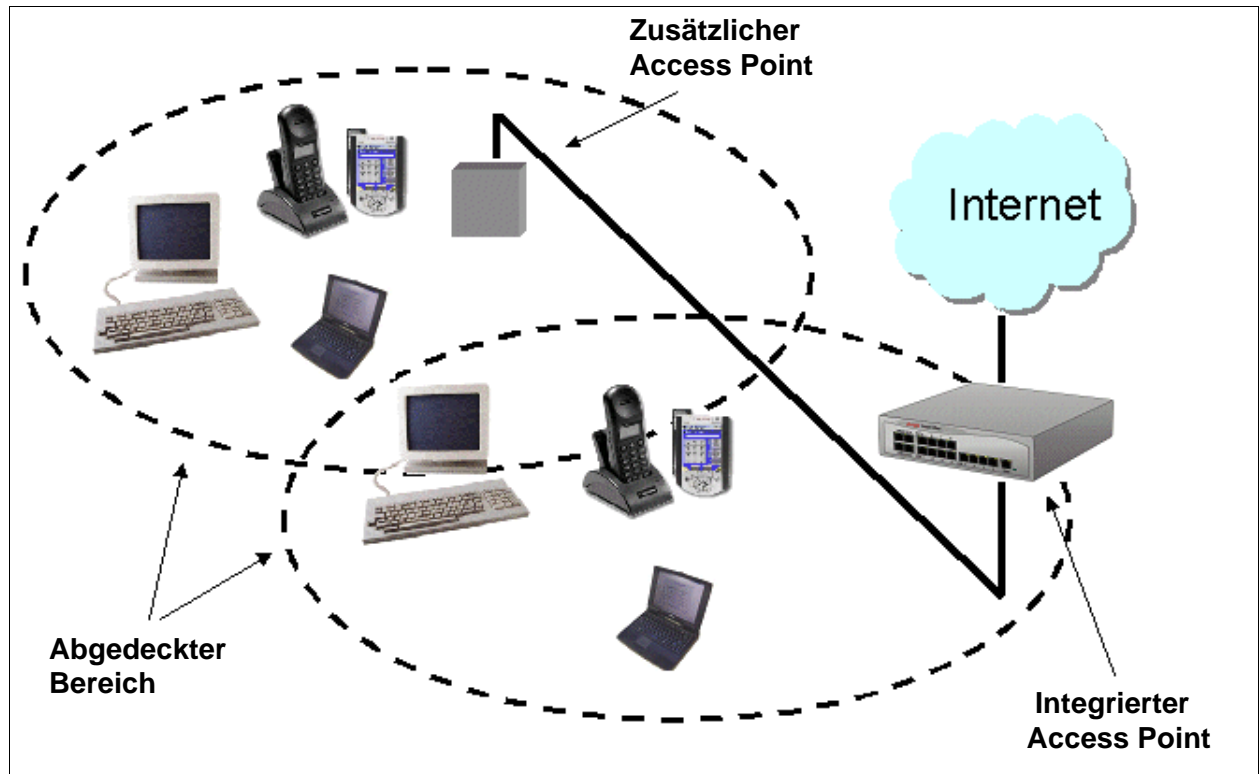 Zusätzlicher
Access Point
Internet
Abgedeckter
Bereich
Integrierter
Access Point